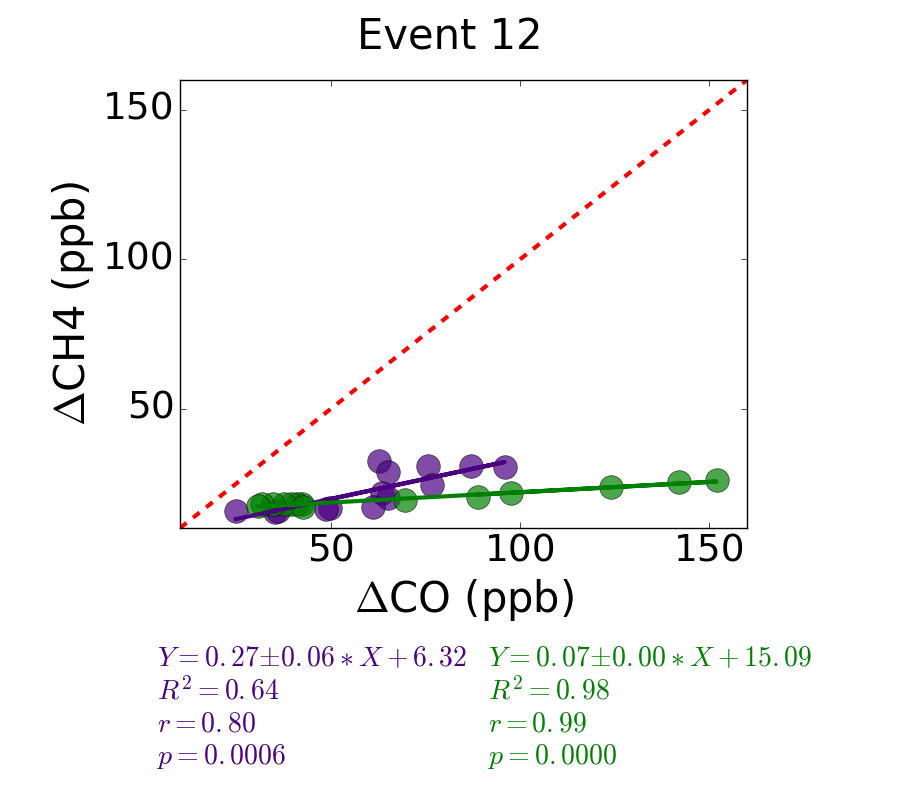 Event 12
150
100
50
ΔCH4 (ppb)
50 100 150
ΔCO (ppb)
Y = 0.27±0.06 ∗ X + 6.32
R² = 0.64
r = 0.80
p = 0.0006
Y = 0.07±0.00 ∗ X + 15.09
R² = 0.98
r = 0.99
p = 0.0000